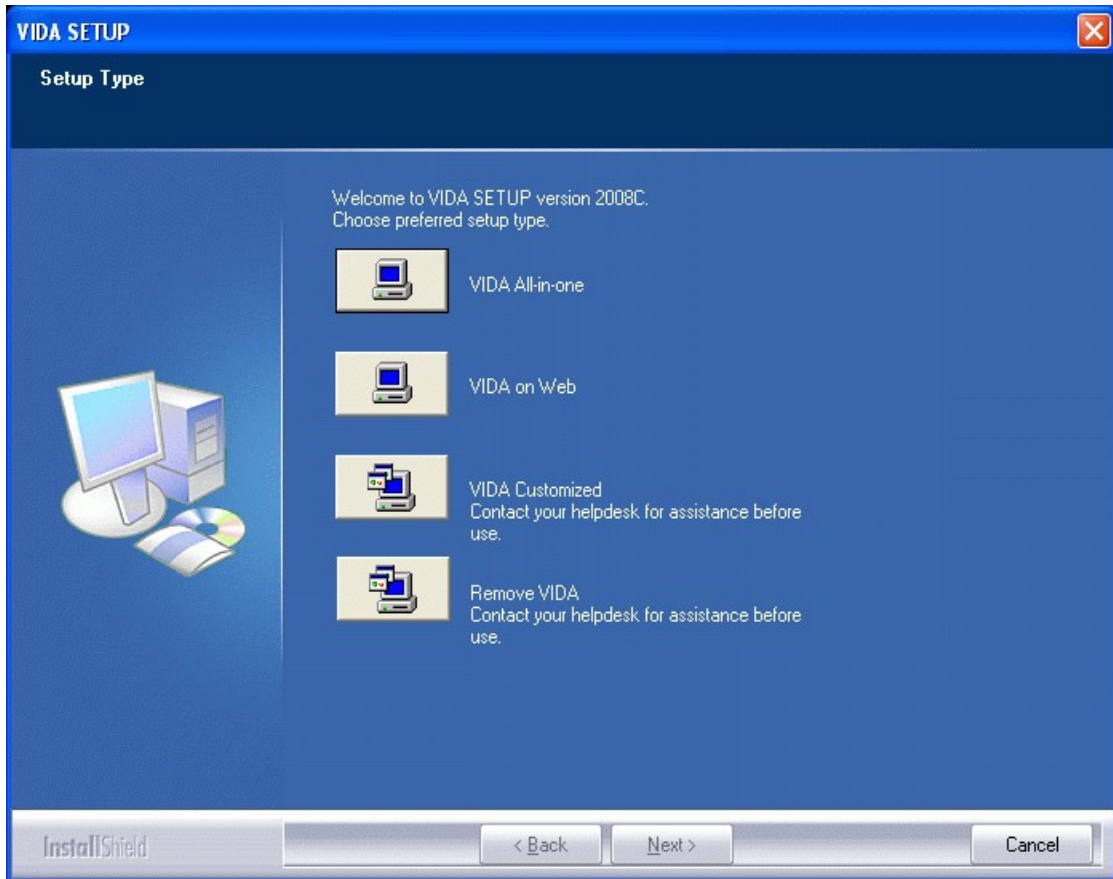 VIDA SETUP
Setup Type
Welcome to VIDA SETUP version 2008C.
Choose preferred setup type.
VIDA All-in-one
VIDA on Web
VIDA Customized
Contact your helpdesk for assistance before
use.
Remove VIDA
Contact your helpdesk for assistance before
use.
InstallShield
< Back
Next >
Cancel